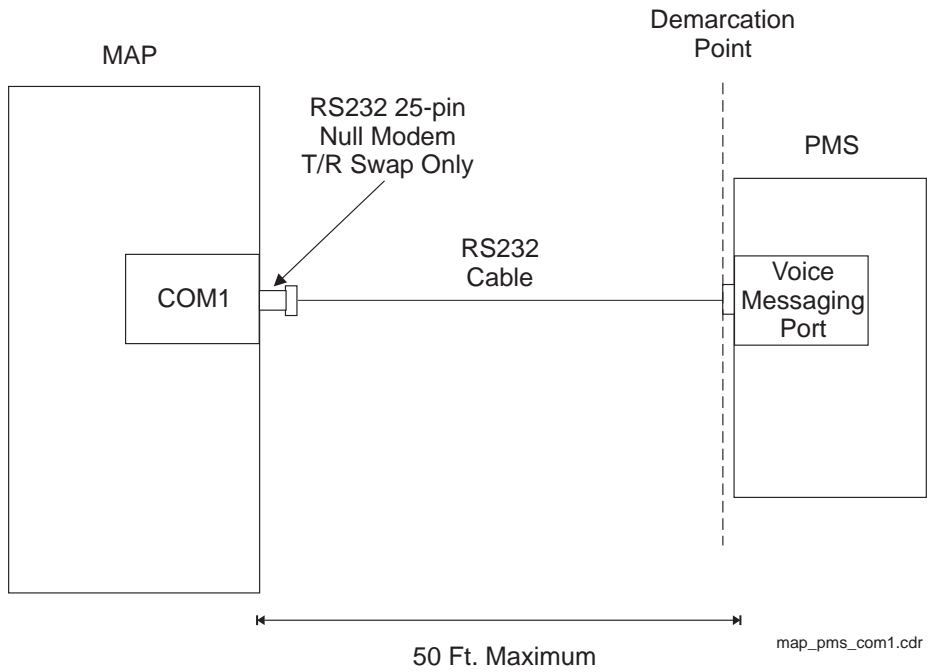 Demarcation
Point
MAP
RS232 25-pin
Null Modem
T/R Swap Only
PMS
RS232
Cable
COM1
Voice
Messaging
Port
50 Ft. Maximum
map_pms_com1.cdr